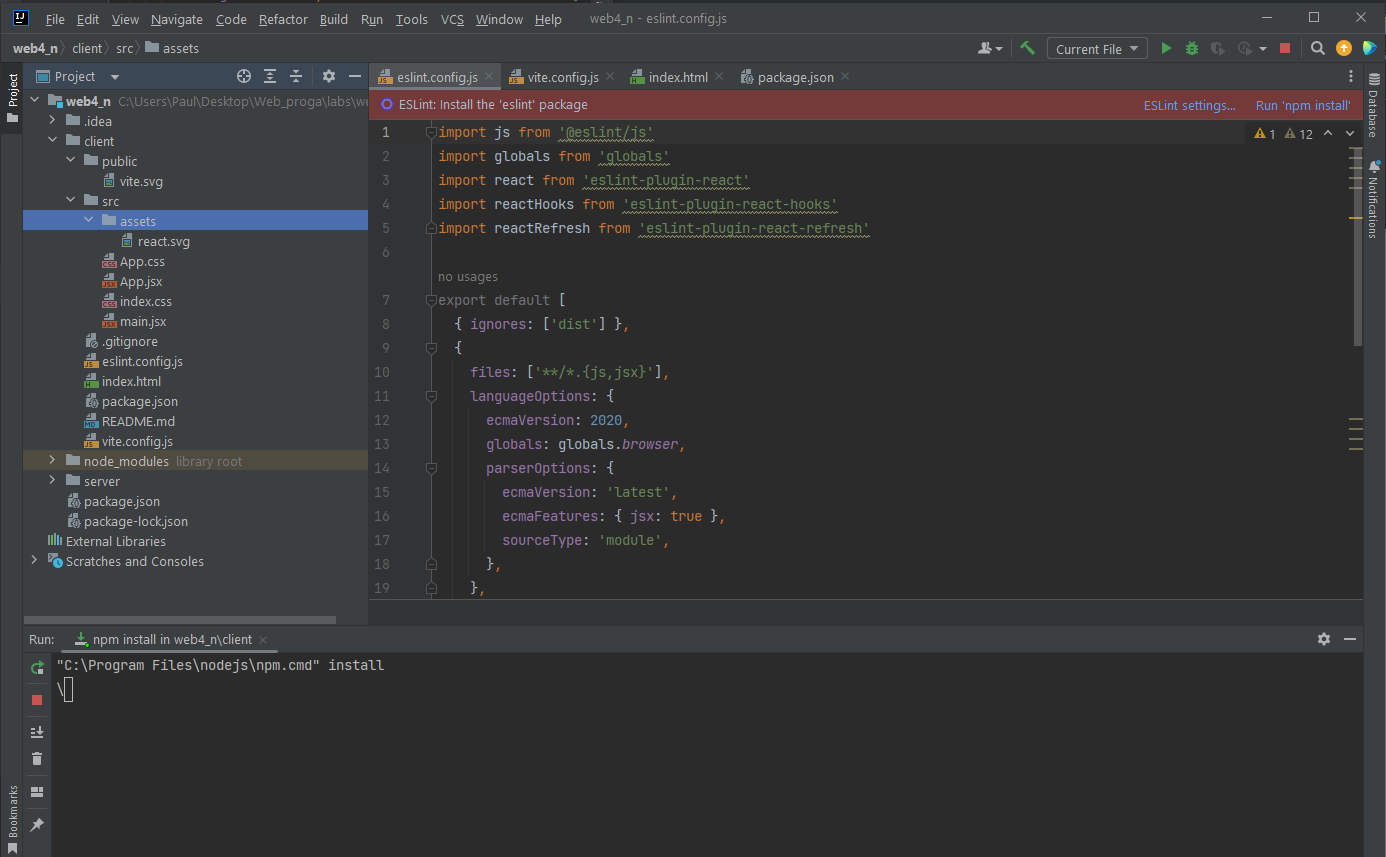 File Edit View Navigate Code Refactor Build Run Tools VCS Window Help web4_n - eslint.config.js
web4_n client src assets
Current File
Project
Project
web4_n C:\Users\Paul\Desktop\Web_proga\labs\we
.idea
client
public
vite.svg
src
assets
react.svg
App.css
App.jsx
index.css
main.jsx
.gitignore
eslint.config.js
index.html
package.json
README.md
vite.config.js
node_modules library root
server
package.json
package-lock.json
External Libraries
Scratches and Consoles
eslint.config.js vite.config.js index.html package.json
ESLint: Install the 'eslint' package ESLint settings... Run 'npm install'
1 12
1 import js from '@eslint/js'
2 import globals from 'globals'
3 import react from 'eslint-plugin-react'
4 import reactHooks from 'eslint-plugin-react-hooks'
5 import reactRefresh from 'eslint-plugin-react-refresh'
6
no usages
7 export default [
8 { ignores: ['dist'] },
9 {
10 files: ['**/*.{js,jsx}'],
11 languageOptions: {
12 ecmaVersion: 2020,
13 globals: globals.browser,
14 parserOptions: {
15 ecmaVersion: 'latest',
16 ecmaFeatures: { jsx: true },
17 sourceType: 'module',
18 },
19 },
Database
Notifications
Run: npm install in web4_n\client
"C:\Program Files\nodejs\npm.cmd" install
\
Bookmarks